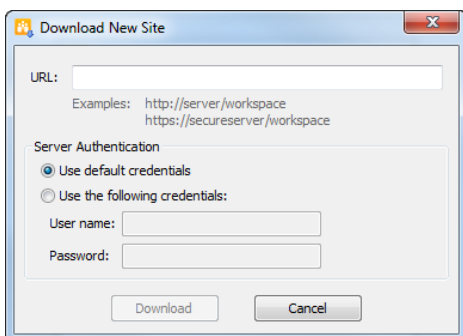 Download New Site
URL:
Examples: http://server/workspace
https://secureserver/workspace
Server Authentication
Use default credentials
Use the following credentials:
User name:
Password:
Download Cancel